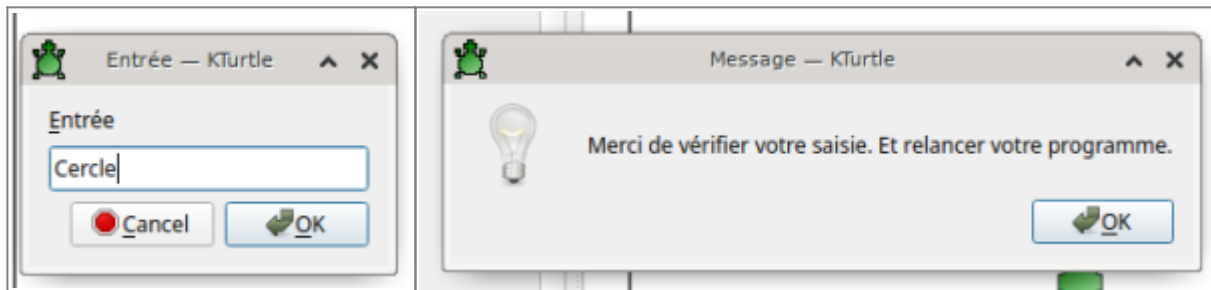 Entrée — KTurtle
Entrée
Cercle
Cancel
OK
Message — KTurtle
Merci de vérifier votre saisie. Et relancer votre programme.
OK